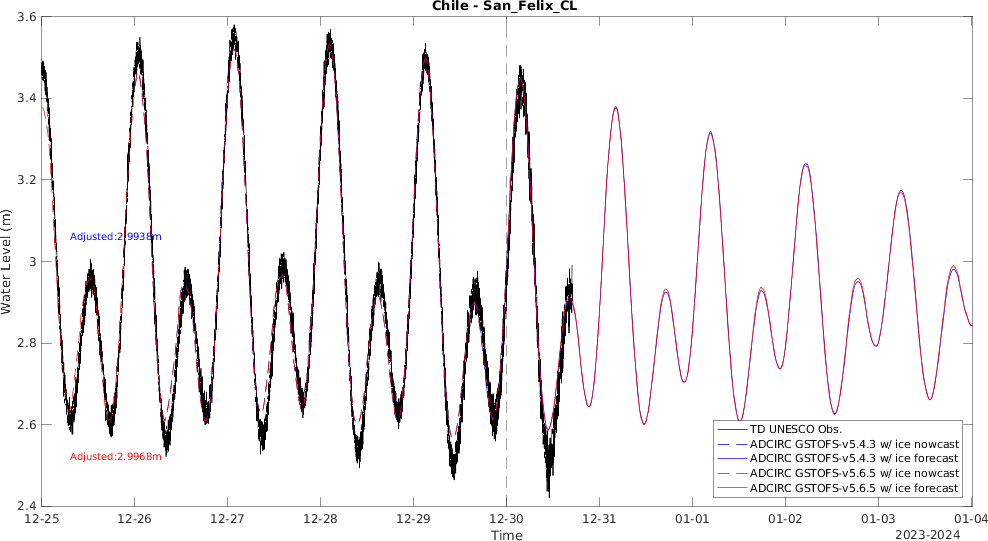 Chile - San_Felix_CL
Water Level (m)
3.6
3.4
3.2
3
2.8
2.6
2.4
Adjusted:2.9938m
Adjusted:2.9968m
TD UNESCO Obs.
ADCIRC GSTOFS-v5.4.3 w/ ice nowcast
ADCIRC GSTOFS-v5.4.3 w/ ice forecast
ADCIRC GSTOFS-v5.6.5 w/ ice nowcast
ADCIRC GSTOFS-v5.6.5 w/ ice forecast
12-25 12-26 12-27 12-28 12-29 12-30 12-31 01-01 01-02 01-03 01-04
Time
2023-2024